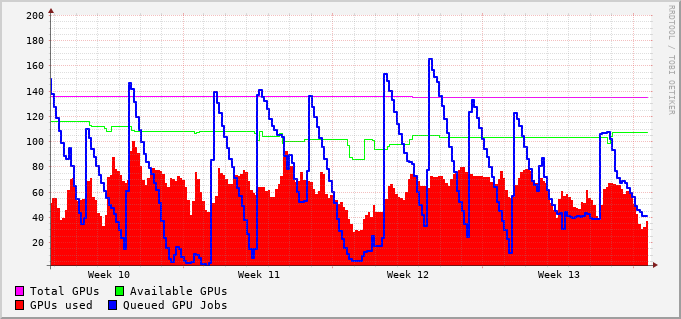 200
180
160
140
120
100
80
60
40
20
Week 10 Week 11 Week 12 Week 13
Total GPUs Available GPUs
GPUs used Queued GPU Jobs
RRDTOOL / TOBI OETIKER